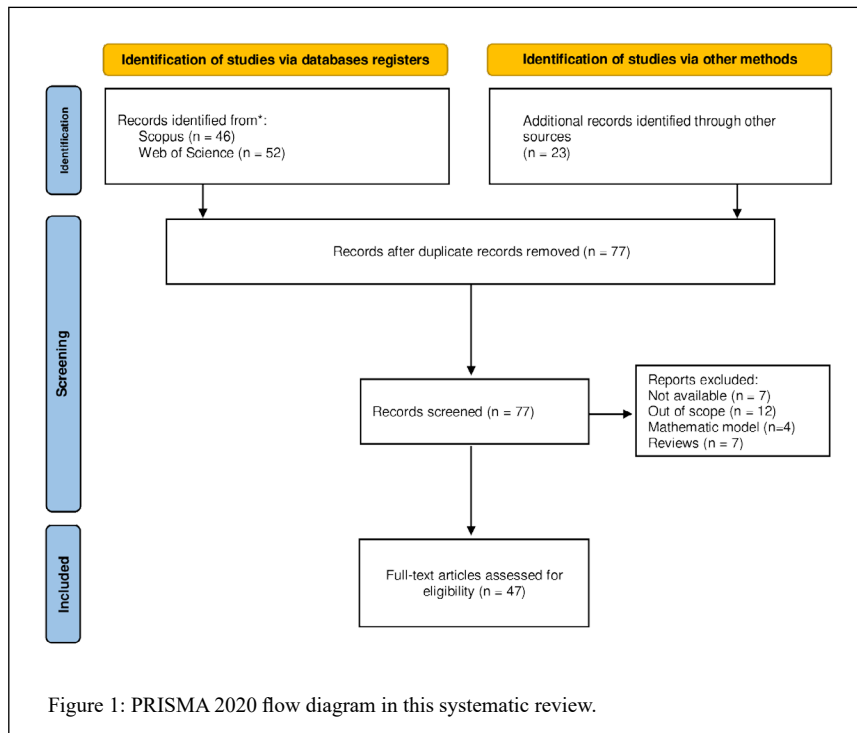 Identification of studies via databases registers
Identification of studies via other methods
Identification
Records identified from*:
Scopus (n = 46)
Web of Science (n = 52)
Additional records identified through other
sources
(n = 23)
Screening
Records after duplicate records removed (n = 77)
Records screened (n = 77)
Reports excluded:
Not available (n = 7)
Out of scope (n = 12)
Mathematic model (n=4)
Reviews (n = 7)
Included
Full-text articles assessed for
eligibility (n = 47)
Figure 1: PRISMA 2020 flow diagram in this systematic review.